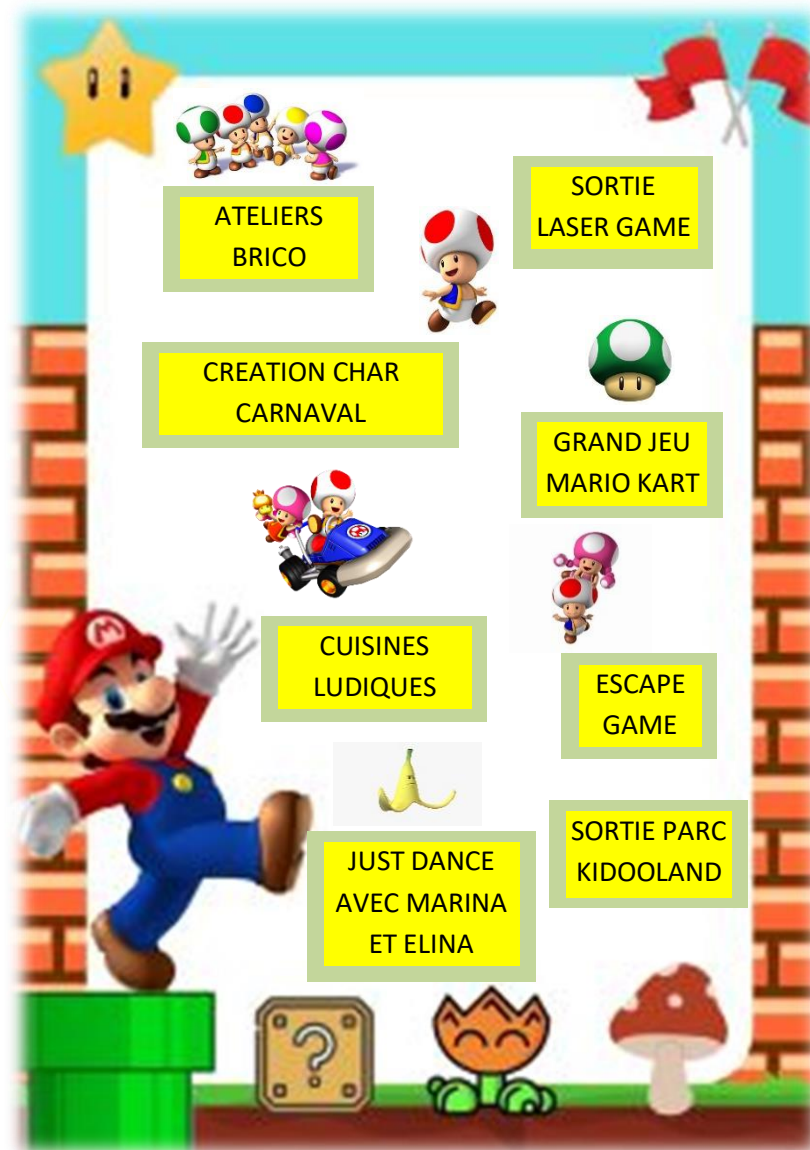 ATELIERS
BRICO
SORTIE
LASER GAME
CREATION CHAR
CARNAVAL
GRAND JEU
MARIO KART
CUISINES
LUDIQUES
ESCAPE
GAME
SORTIE PARC
KIDOOLAND
JUST DANCE
AVEC MARINA
ET ELINA
M
?